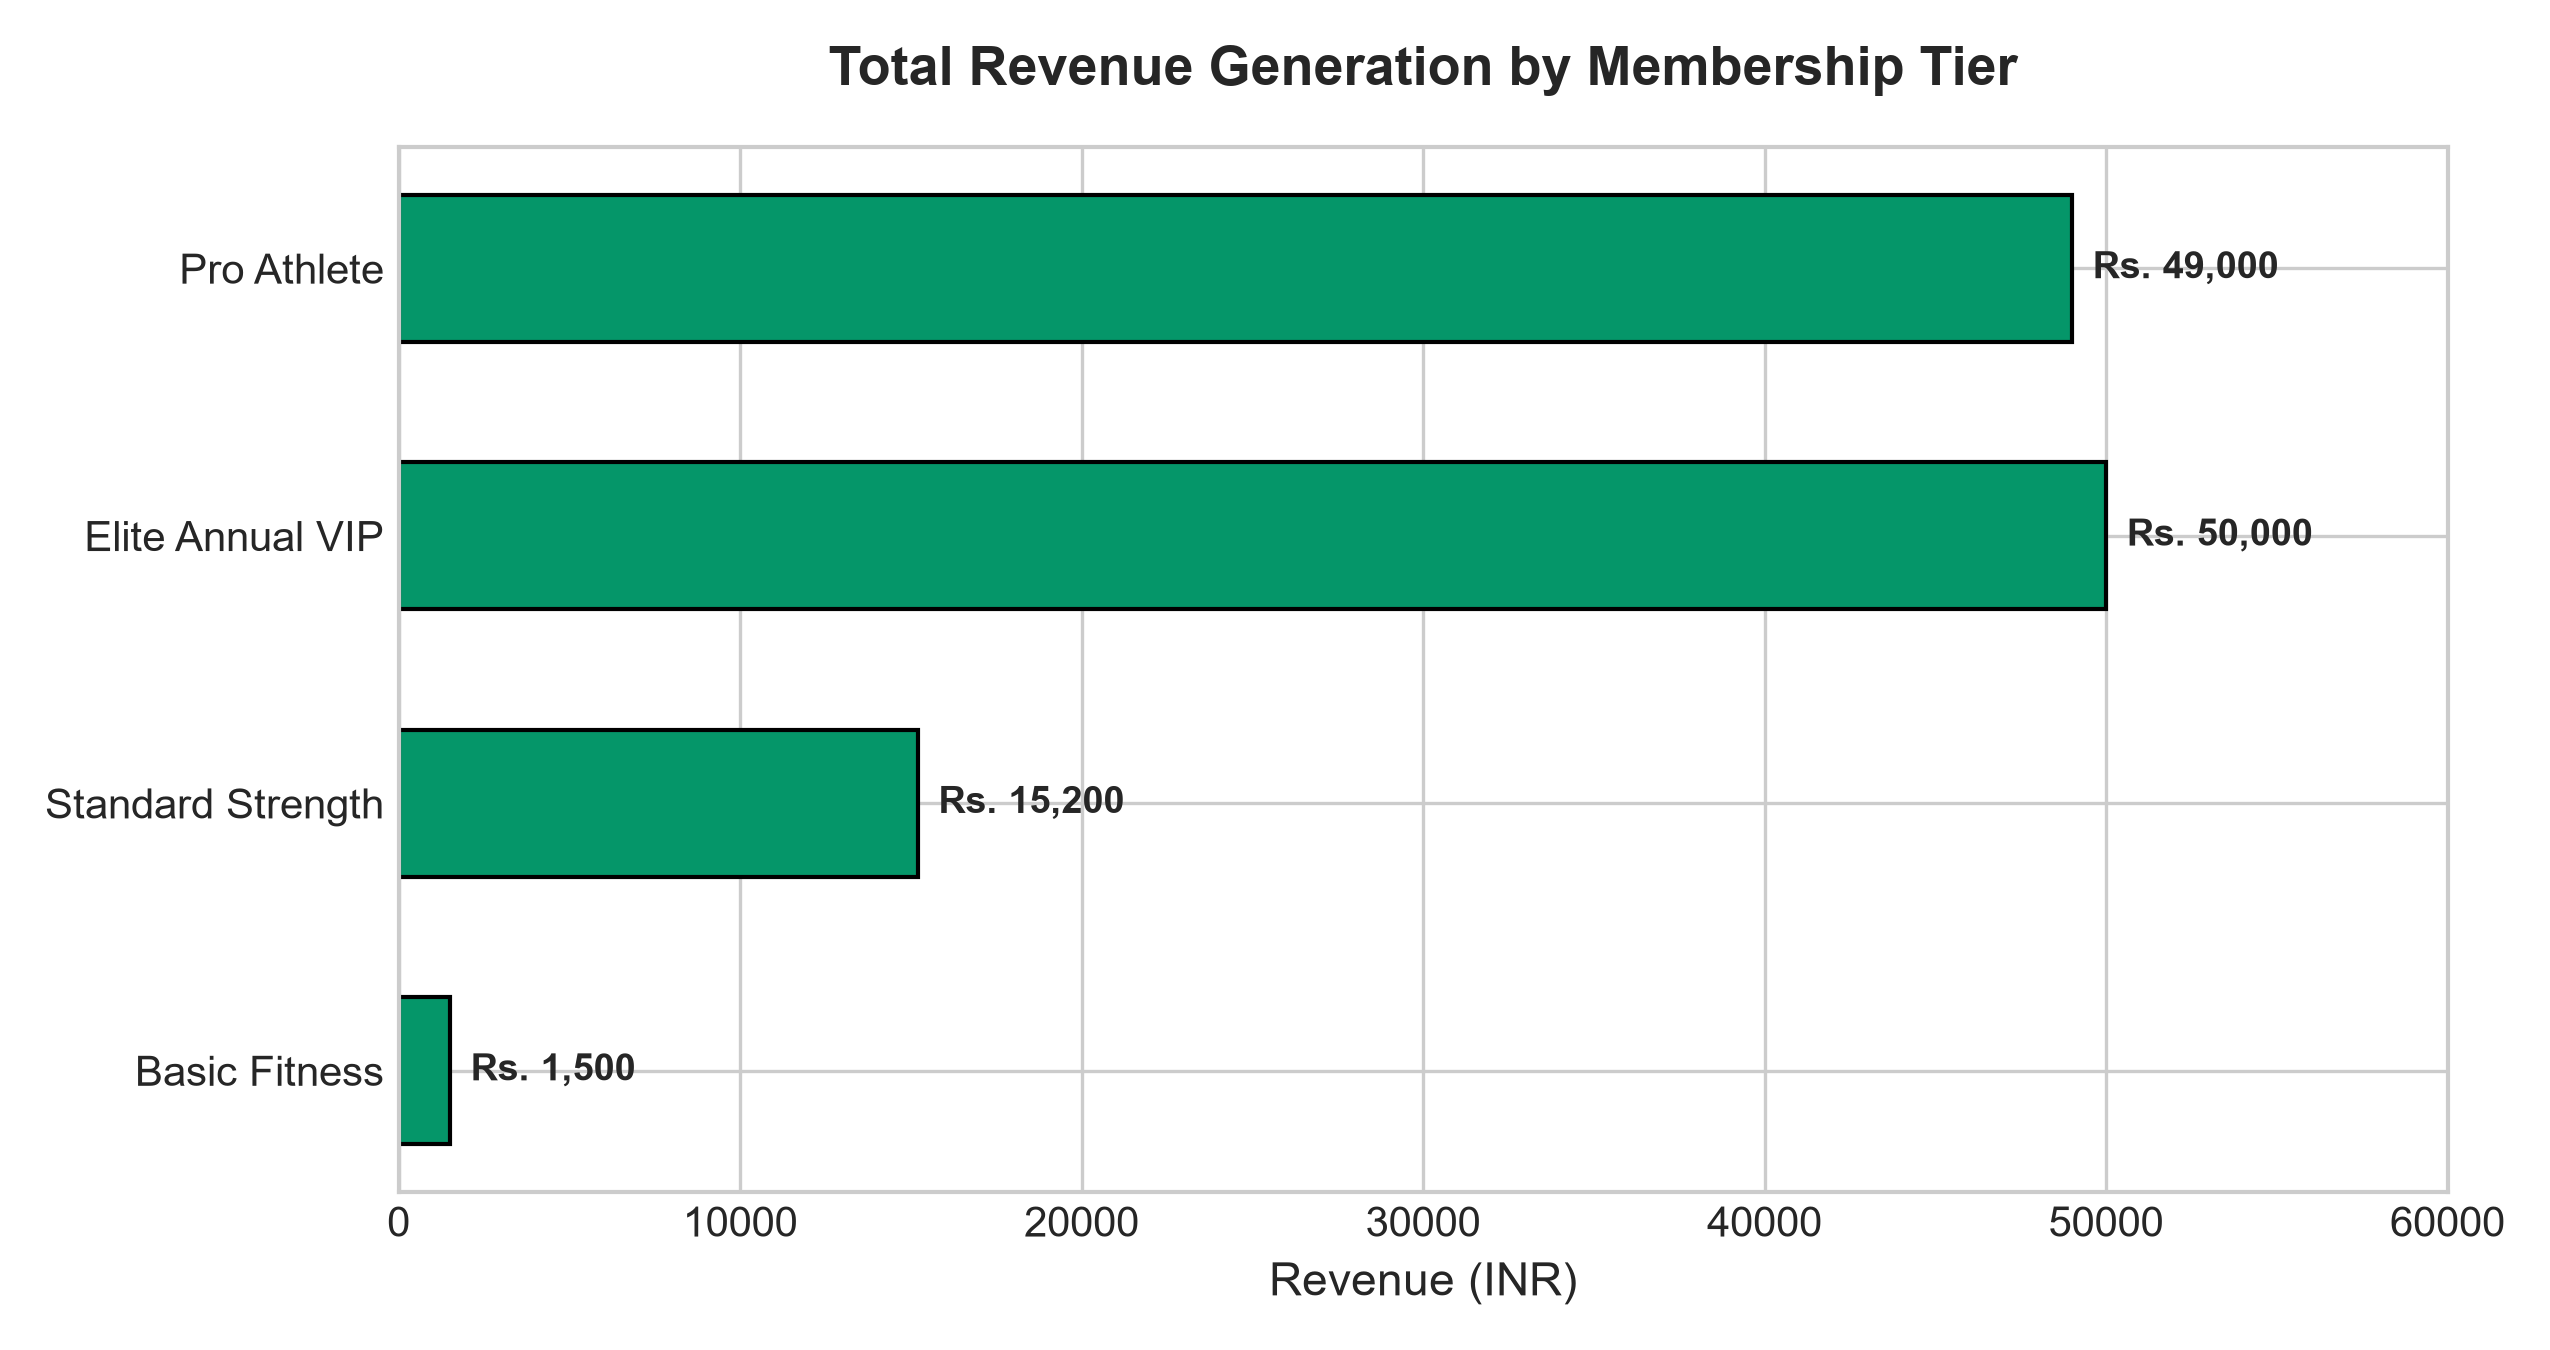 Total Revenue Generation by Membership Tier
Pro Athlete
Rs. 49,000
Elite Annual VIP
Rs. 50,000
Standard Strength
Rs. 15,200
Basic Fitness
Rs. 1,500
0 10000 20000 30000 40000 50000 60000
Revenue (INR)